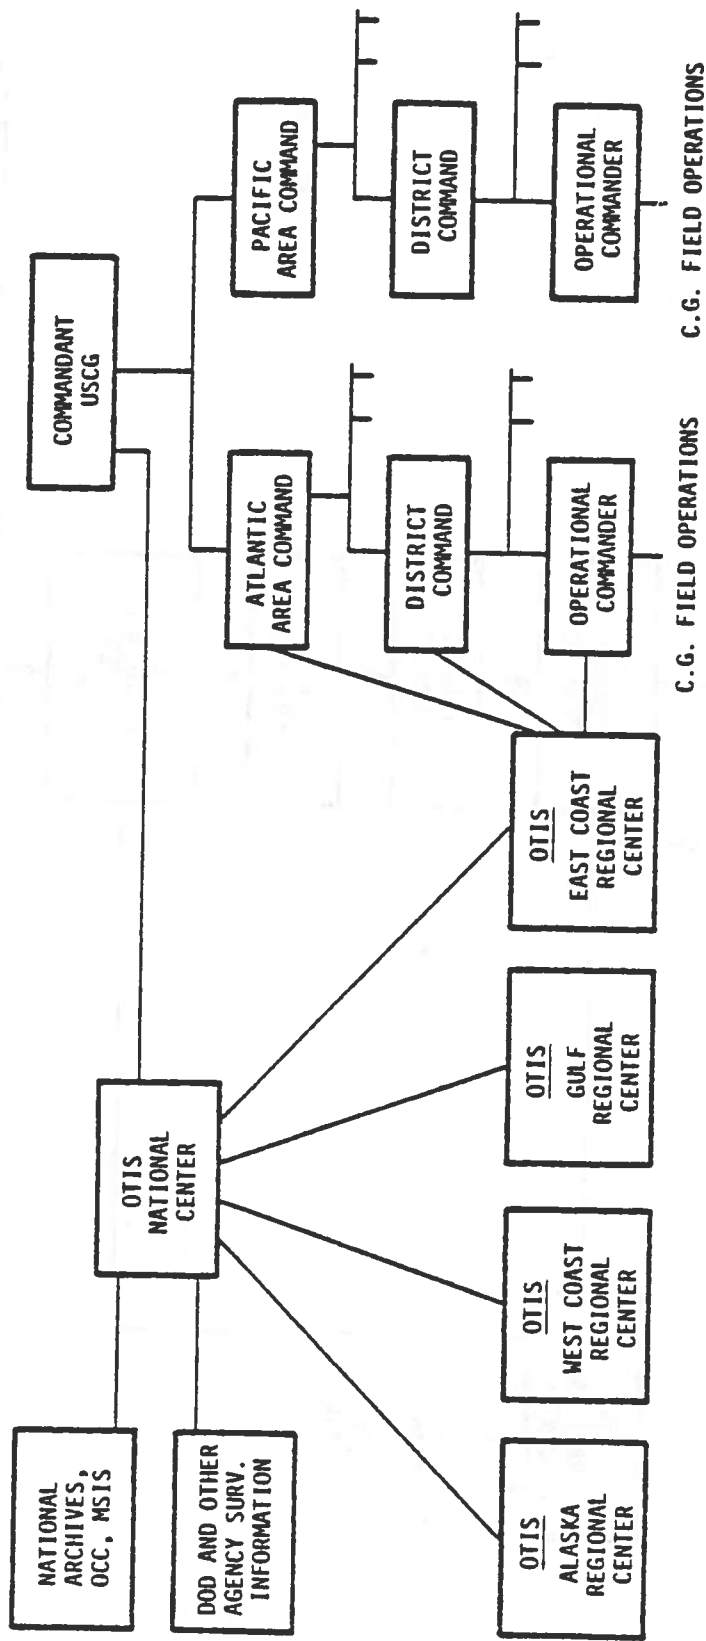 NATIONAL
ARCHIVES,
OCC, MSIS
DOD AND OTHER
AGENCY SURV.
INFORMATION
OTIS
NATIONAL
CENTER
COMMANDANT
USCG
ATLANTIC
AREA COMMAND
PACIFIC
AREA COMMAND
DISTRICT
COMMAND
DISTRICT
COMMAND
OTIS
ALASKA
REGIONAL
CENTER
OTIS
WEST COAST
REGIONAL
CENTER
OTIS
GULF
REGIONAL
CENTER
OTIS
EAST COAST
REGIONAL
CENTER
OPERATIONAL
COMMANDER
OPERATIONAL
COMMANDER
C.G. FIELD OPERATIONS
C.G. FIELD OPERATIONS